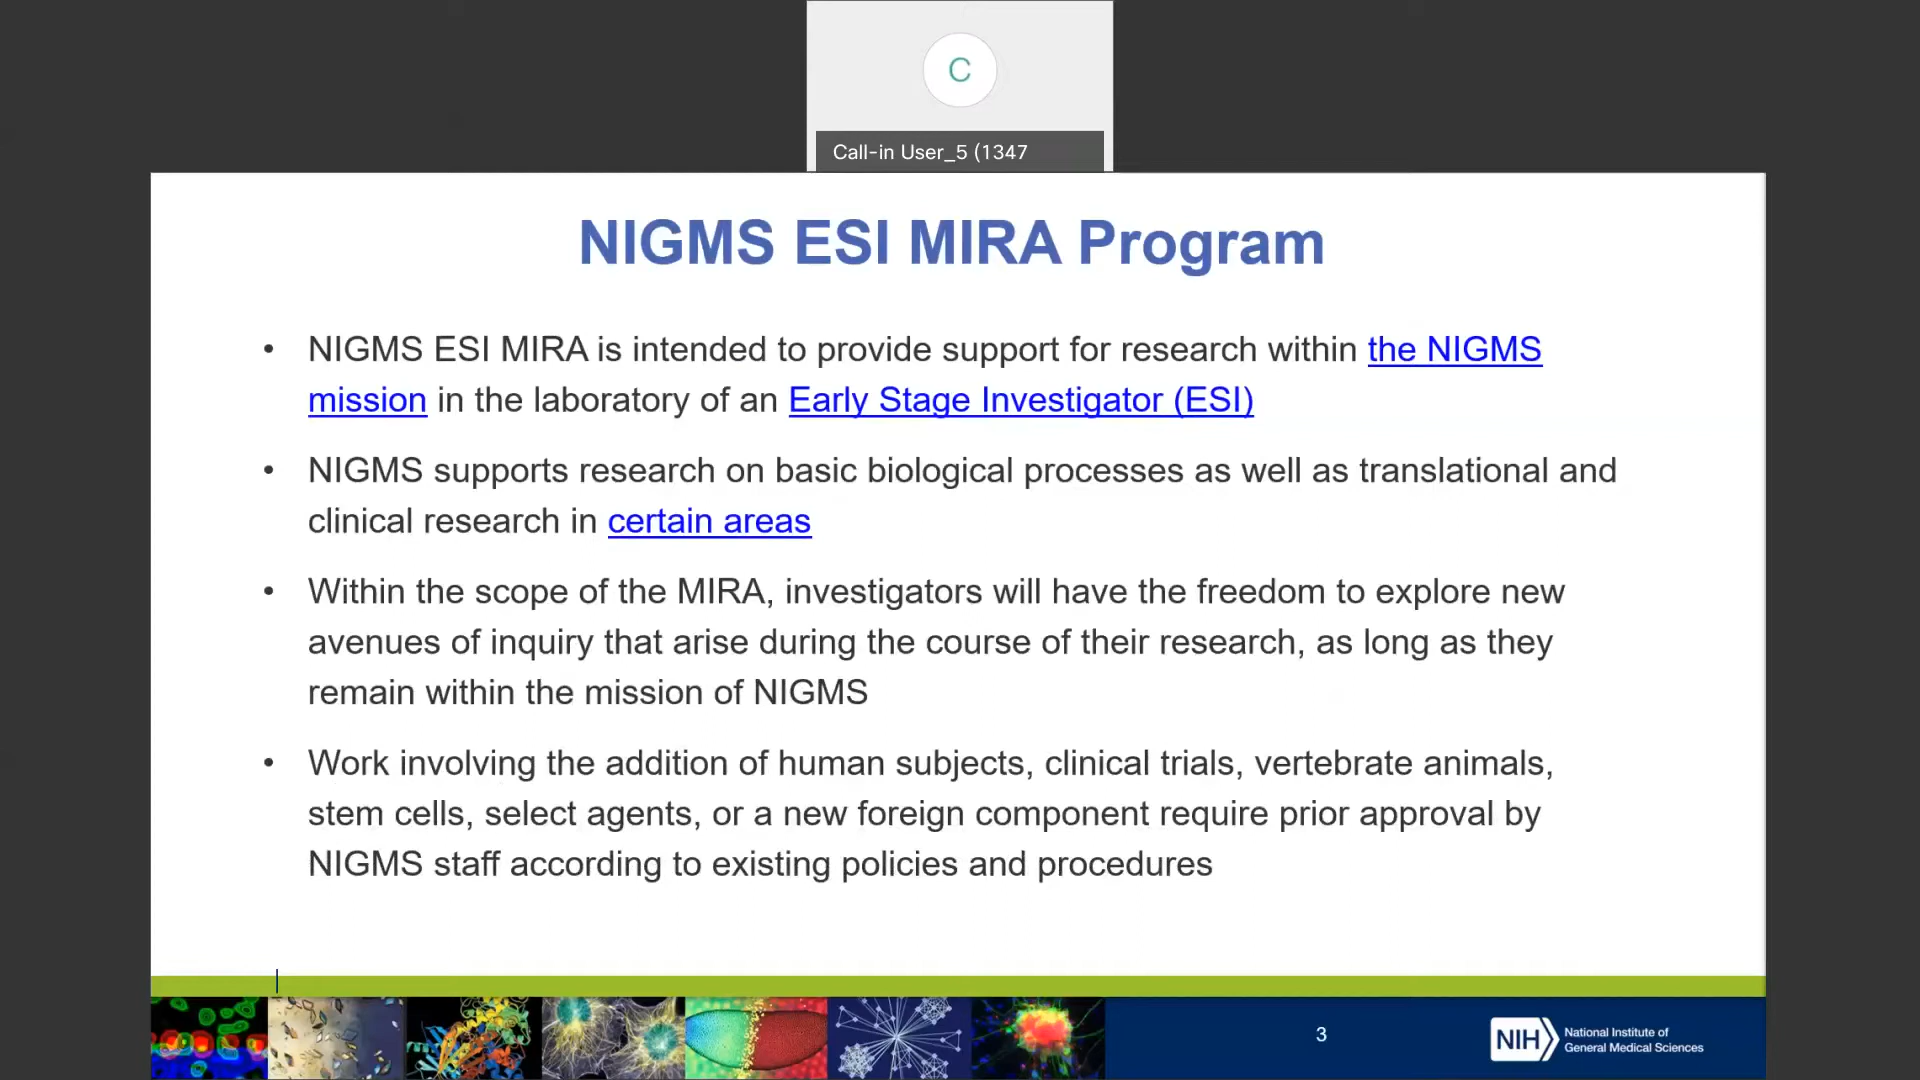 C
Call-in User_5 (1347
NIGMS ESI MIRA Program
• NIGMS ESI MIRA is intended to provide support for research within the NIGMS
mission in the laboratory of an Early Stage Investigator (ESI)
• NIGMS supports research on basic biological processes as well as translational and
clinical research in certain areas
• Within the scope of the MIRA, investigators will have the freedom to explore new
avenues of inquiry that arise during the course of their research, as long as they
remain within the mission of NIGMS
• Work involving the addition of human subjects, clinical trials, vertebrate animals,
stem cells, select agents, or a new foreign component require prior approval by
NIGMS staff according to existing policies and procedures
3
NIH
National Institute of
General Medical Sciences